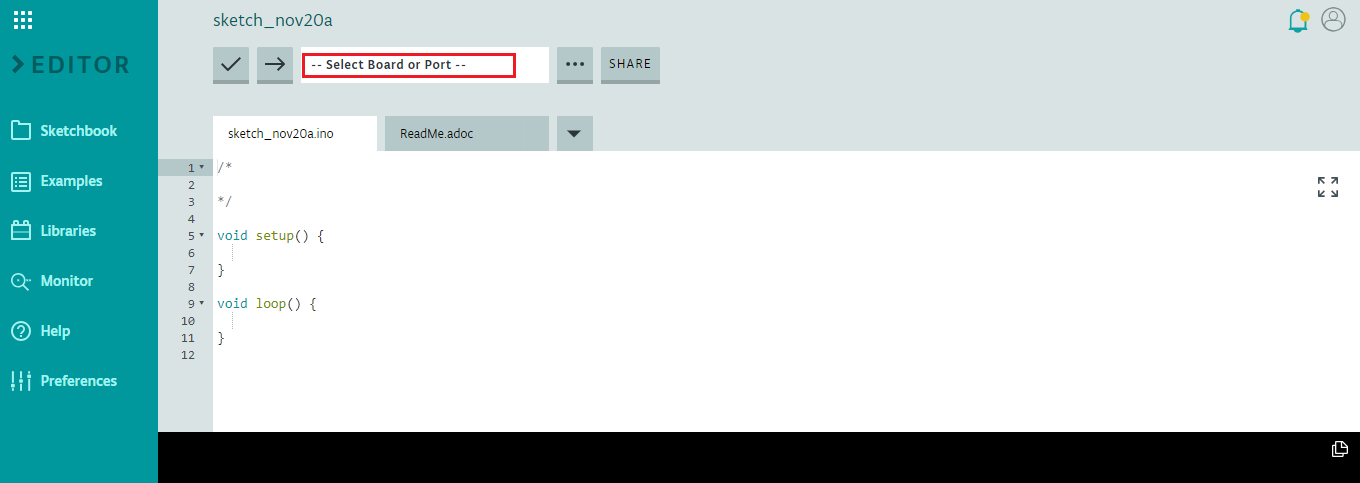 sketch_nov20a
EDITOR
-- Select Board or Port --
SHARE
Sketchbook
Examples
Libraries
Monitor
Help
Preferences
sketch_nov20a.ino
ReadMe.adoc
1 /*
2
3 */
4
5 void setup() {
6
7 }
8
9 void loop() {
10
11 }
12